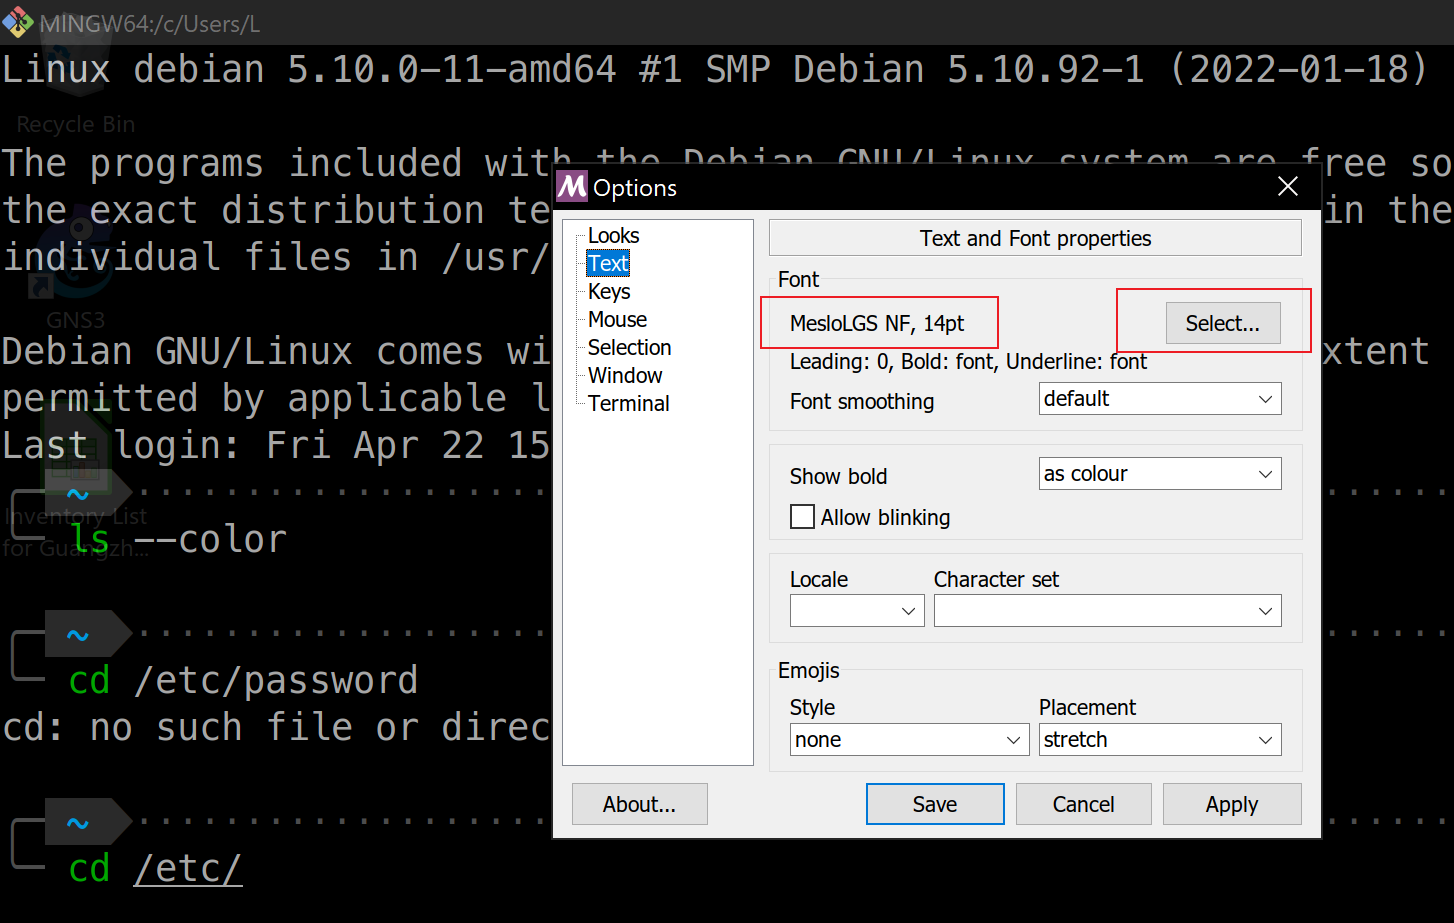 MINGW64:/c/Users/L
Linux debian 5.10.0-11-amd64 #1 SMP Debian 5.10.92-1 (2022-01-18)
Recycle Bin
The programs included with the Debian GNU/Linux system are free so
the exact distribution te
in the
individual files in /usr/
GNS3
Debian GNU/Linux comes wi
xtent
permitted by applicable l
Last login: Fri Apr 22 15
~
Inventory List
for Guangzh...
ls --color
~
cd /etc/password
cd: no such file or direc
~
cd /etc/
Options
Looks
Text
Keys
Mouse
Selection
Window
Terminal
Text and Font properties
Font
MesloLGS NF, 14pt
Select...
Leading: 0, Bold: font, Underline: font
Font smoothing
default
Show bold
as colour
Allow blinking
Locale
Character set
Emojis
Style
Placement
none
stretch
About...
Save
Cancel
Apply